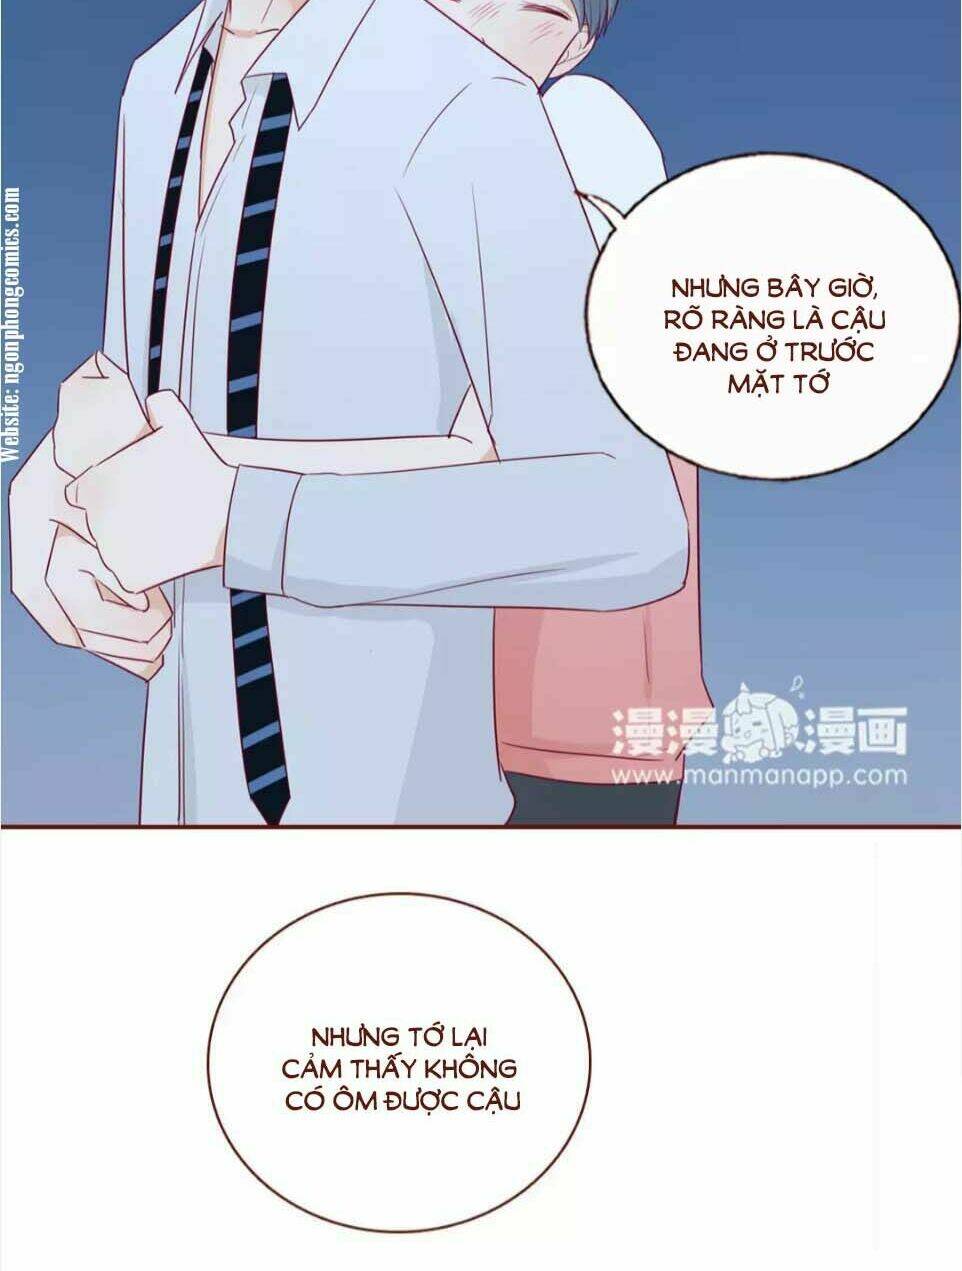 Website: ngonphongcomics.com
NHƯNG BÂY GIỜ,
RÕ RÀNG LÀ CẬU
ĐANG Ở TRƯỚC
MẶT TỚ
漫漫漫画
www.manmanapp.com
NHƯNG TỚ LẠI
CẢM THẤY KHÔNG
CÓ ÔM ĐƯỢC CẬU